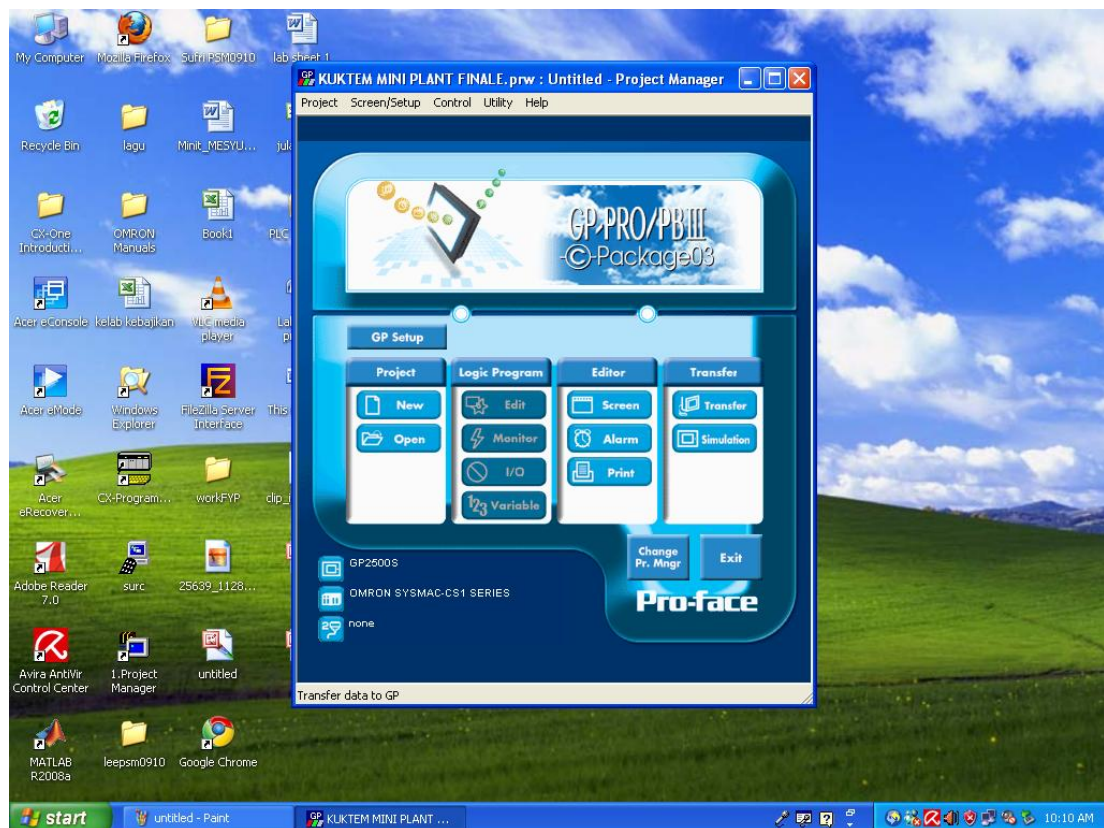 My Computer
Mozilla Firefox
Sufri PSM0910
lab sheet 1
Recycle Bin
lagu
Minit_MESYU...
CX-One Introducti...
OMRON Manuals
Book1
PLC
Acer eConsole
kelab kebajikan
VLC media player
Acer eMode
Windows Explorer
FileZilla Server Interface
This
Acer eRecover...
CX-Program...
workFYP
clip_i
Adobe Reader 7.0
surc
25639_1128...
Avira AntiVir Control Center
1.Project Manager
untitled
MATLAB R2008a
leepsm0910
Google Chrome
KUKTEM MINI PLANT FINALE.prw : Untitled - Project Manager
Project Screen/Setup Control Utility Help
GP-PRO/PBIII
-C-Package03
GP Setup
Project
New
Open
Logic Program
Edit
Monitor
I/O
123 Variable
Editor
Screen
Alarm
Print
Transfer
Transfer
Simulation
Change Pr. Mngr
Exit
GP2500S
OMRON SYSMAC-CS1 SERIES
none
Pro-face
Transfer data to GP
start
untitled - Paint
KUKTEM MINI PLANT ...
10:10 AM